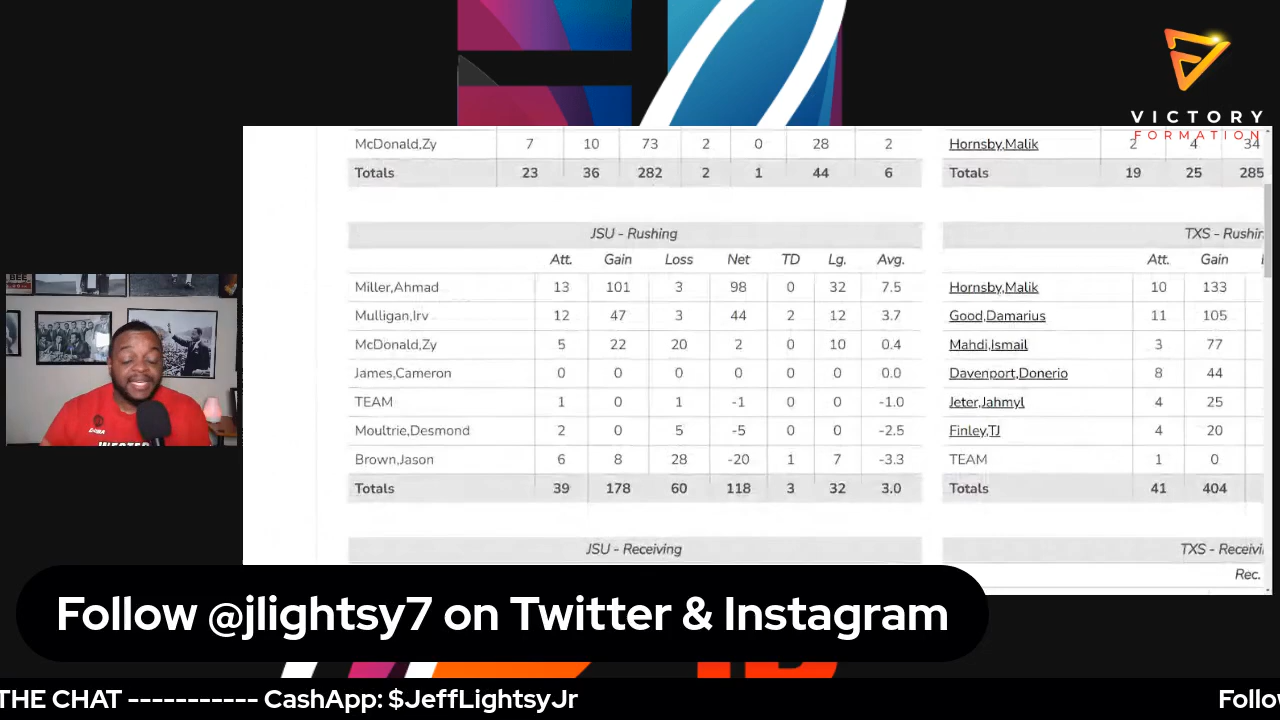 VICTORY
FORMATION
McDonald,Zy 7 10 73 2 0 28 2
Totals 23 36 282 2 1 44 6
Hornsby,Malik 2 4 34
Totals 19 25 285
JSU - Rushing
Att. Gain Loss Net TD Lg. Avg.
Miller,Ahmad 13 101 3 98 0 32 7.5
Mulligan,Irv 12 47 3 44 2 12 3.7
McDonald,Zy 5 22 20 2 0 10 0.4
James,Cameron 0 0 0 0 0 0 0.0
TEAM 1 0 1 -1 0 0 -1.0
Moultrie,Desmond 2 0 5 -5 0 0 -2.5
Brown,Jason 6 8 28 -20 1 7 -3.3
Totals 39 178 60 118 3 32 3.0
TXS - Rushin
Att. Gain
Hornsby,Malik 10 133
Good,Damarius 11 105
Mahdi,Ismail 3 77
Davenport,Donerio 8 44
Jeter,Jahmyl 4 25
Finley,TJ 4 20
TEAM 1 0
Totals 41 404
JSU - Receiving
TXS - Receivi
Rec.
Follow @jlightsy7 on Twitter & Instagram
THE CHAT ----------- CashApp: $JeffLightsyJr
Follow